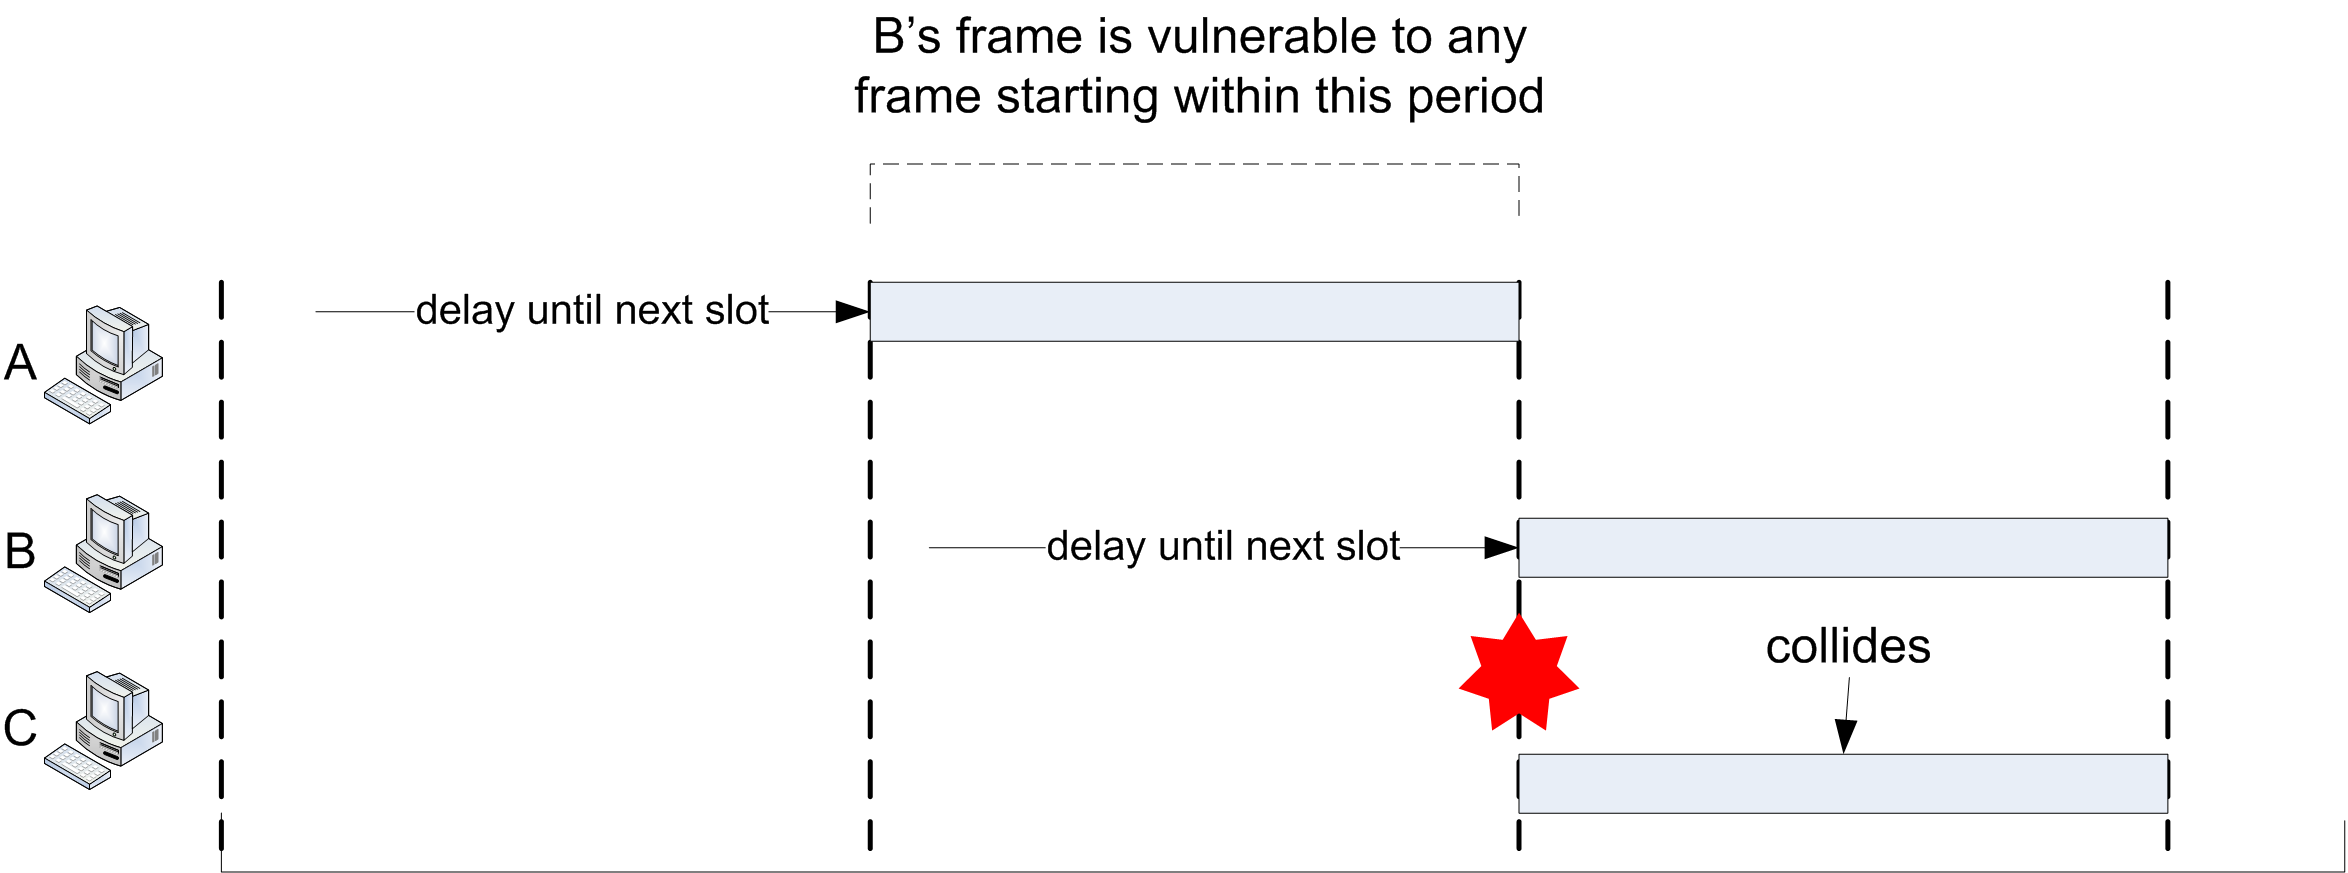 B’s frame is vulnerable to any
frame starting within this period
delay until next slot
A
delay until next slot
B
collides
C